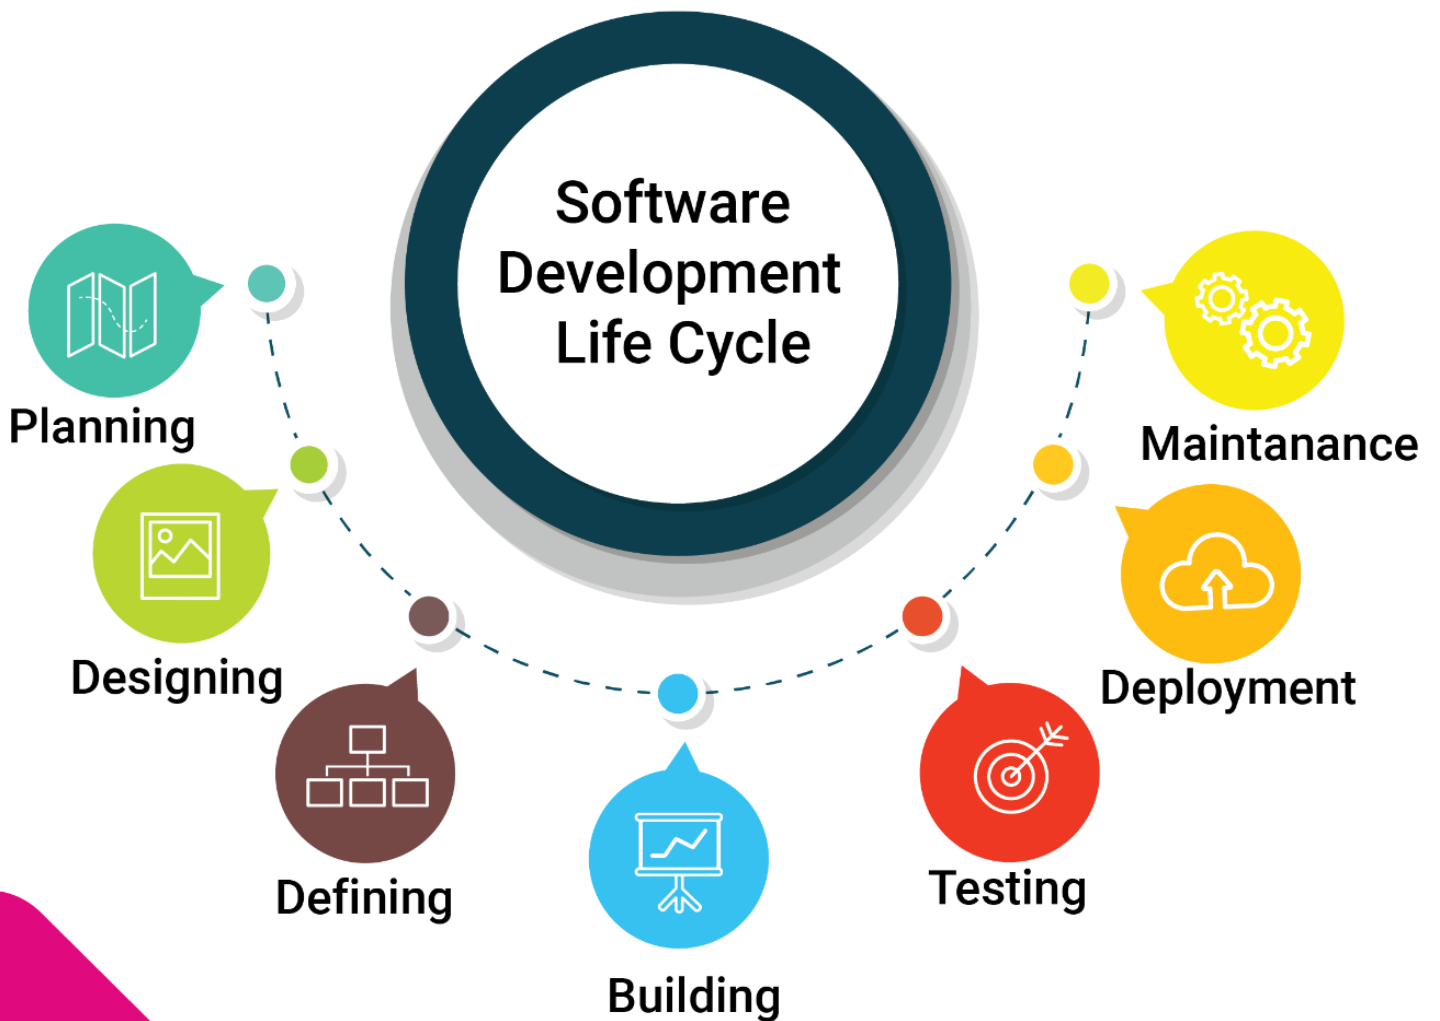 Software
Development
Life Cycle
Planning
Designing
Defining
Building
Testing
Deployment
Maintanance